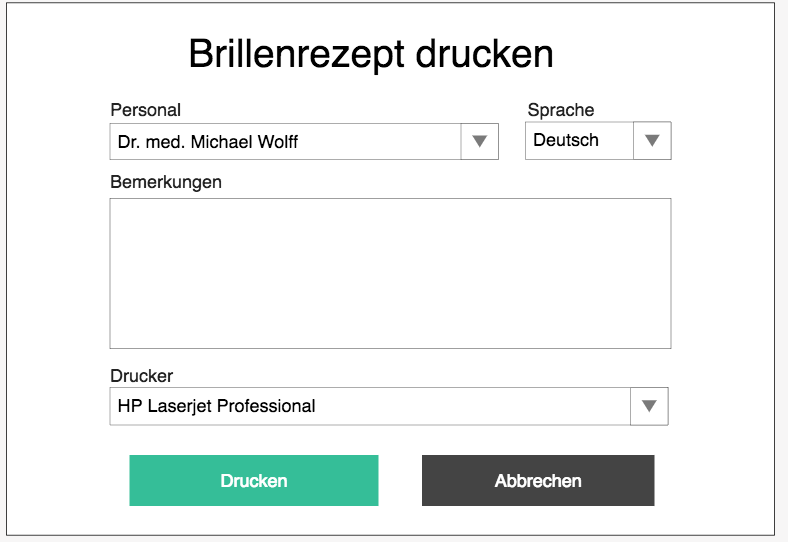 Brillenrezept drucken
Personal
Sprache
Dr. med. Michael Wolff
Deutsch
Bemerkungen
Drucker
HP Laserjet Professional
Drucken
Abbrechen